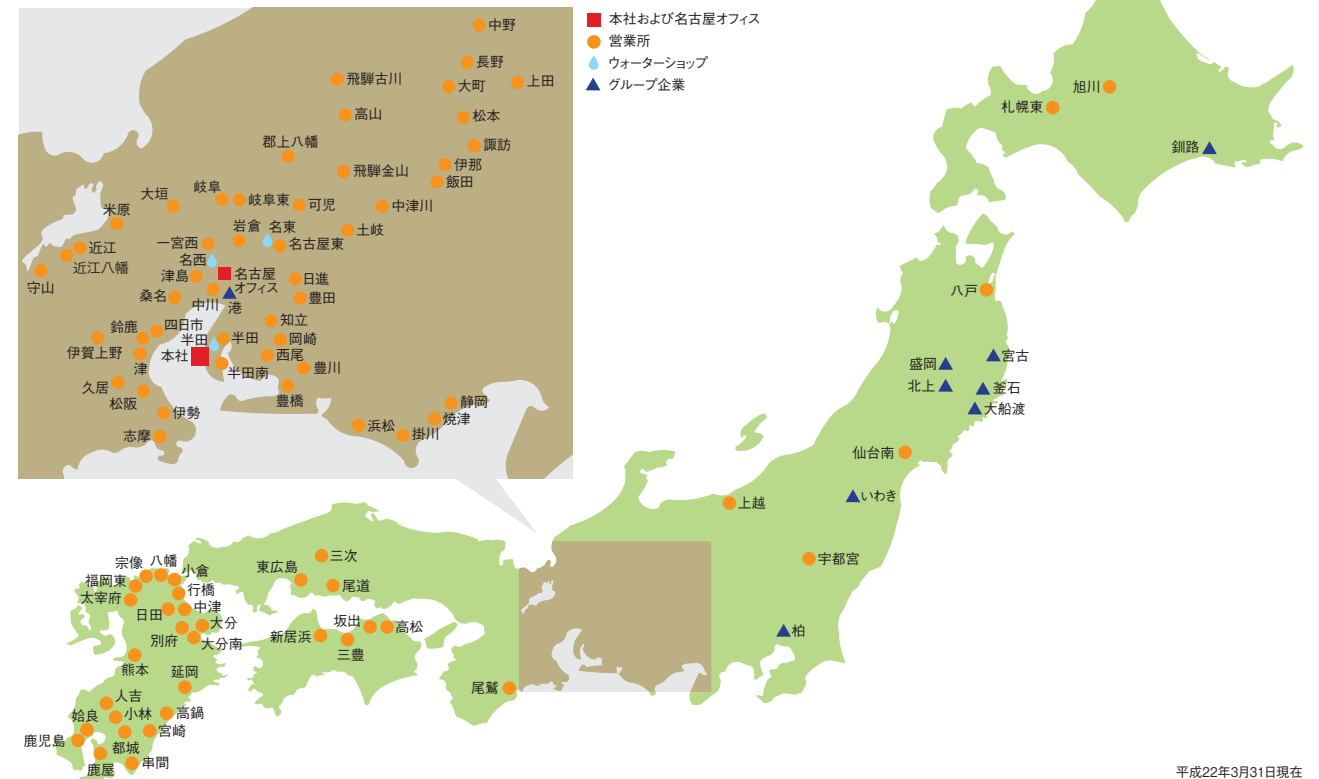 本社および名古屋オフィス
営業所
ウォーターショップ
グループ企業
中野
長野
大町
上田
飛騨古川
高山
松本
郡上八幡
諏訪
飛騨金山
伊那
飯田
大垣
岐阜
岐阜東
可児
中津川
米原
岩倉
名東
土岐
近江
一宮西
名古屋東
近江八幡
名西
守山
津島
名古屋
オフィス
日進
桑名
中川
港
豊田
鈴鹿
四日市
知立
半田
半田
岡崎
伊賀上野
本社
西尾
津
半田南
豊川
久居
松阪
豊橋
伊勢
静岡
志摩
浜松
焼津
掛川
旭川
札幌東
釧路
八戸
宮古
盛岡
北上
釜石
大船渡
仙台南
いわき
上越
宇都宮
柏
三次
東広島
尾道
坂出
高松
新居浜
三豊
尾鷲
宗像
八幡
小倉
福岡東
行橋
太宰府
中津
日田
大分
別府
大分南
熊本
延岡
人吉
姶良
小林
高鍋
鹿児島
都城
宮崎
鹿屋
串間
平成22年3月31日現在